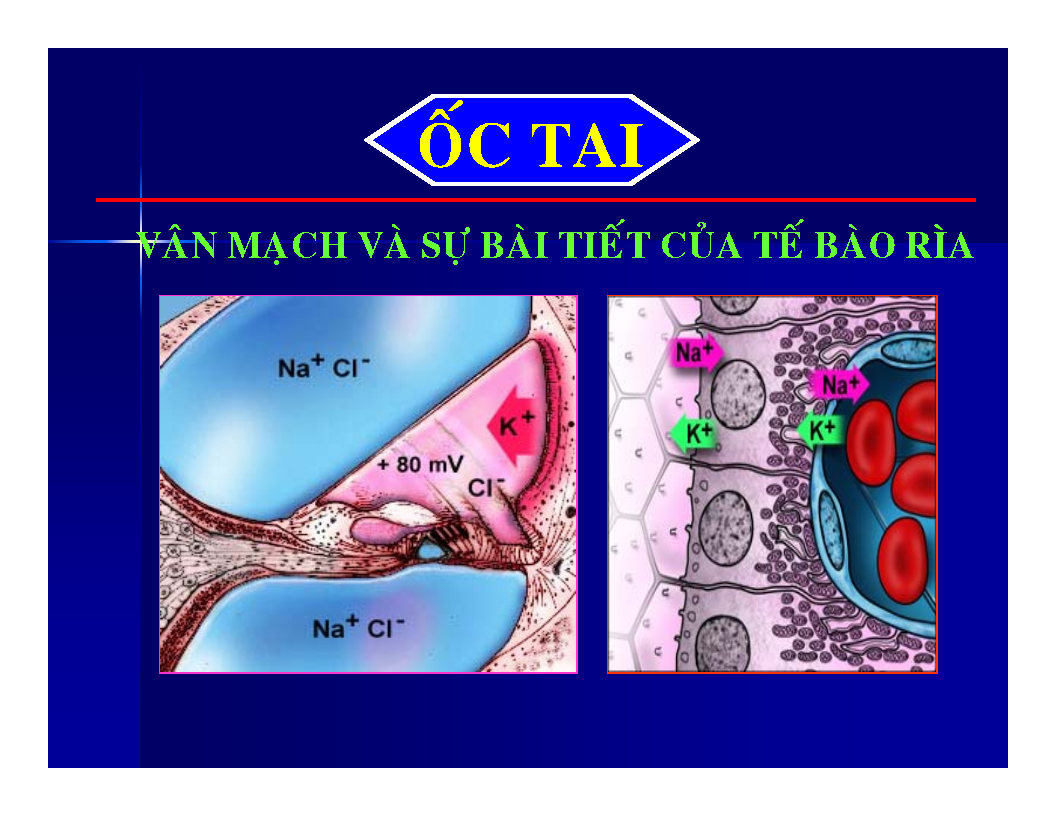 ỐC TAI
VÂN MẠCH VÀ SỰ BÀI TIẾT CỦA TẾ BÀO RÌA
Na+ Cl-
K+
+ 80 mV
Cl-
Na+ Cl-
Na+
Na+
K+
K+